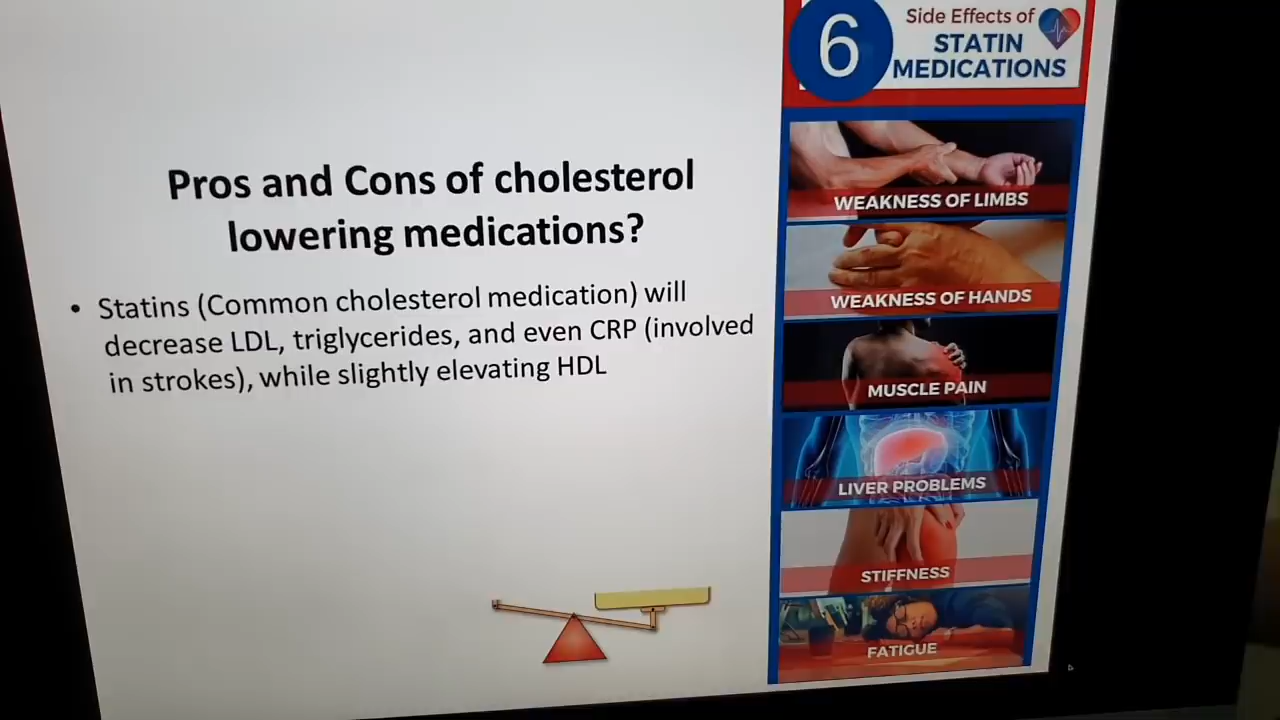 Pros and Cons of cholesterol
lowering medications?
• Statins (Common cholesterol medication) will
decrease LDL, triglycerides, and even CRP (involved
in strokes), while slightly elevating HDL
6
Side Effects of
STATIN
MEDICATIONS
WEAKNESS OF LIMBS
WEAKNESS OF HANDS
MUSCLE PAIN
LIVER PROBLEMS
STIFFNESS
FATIGUE